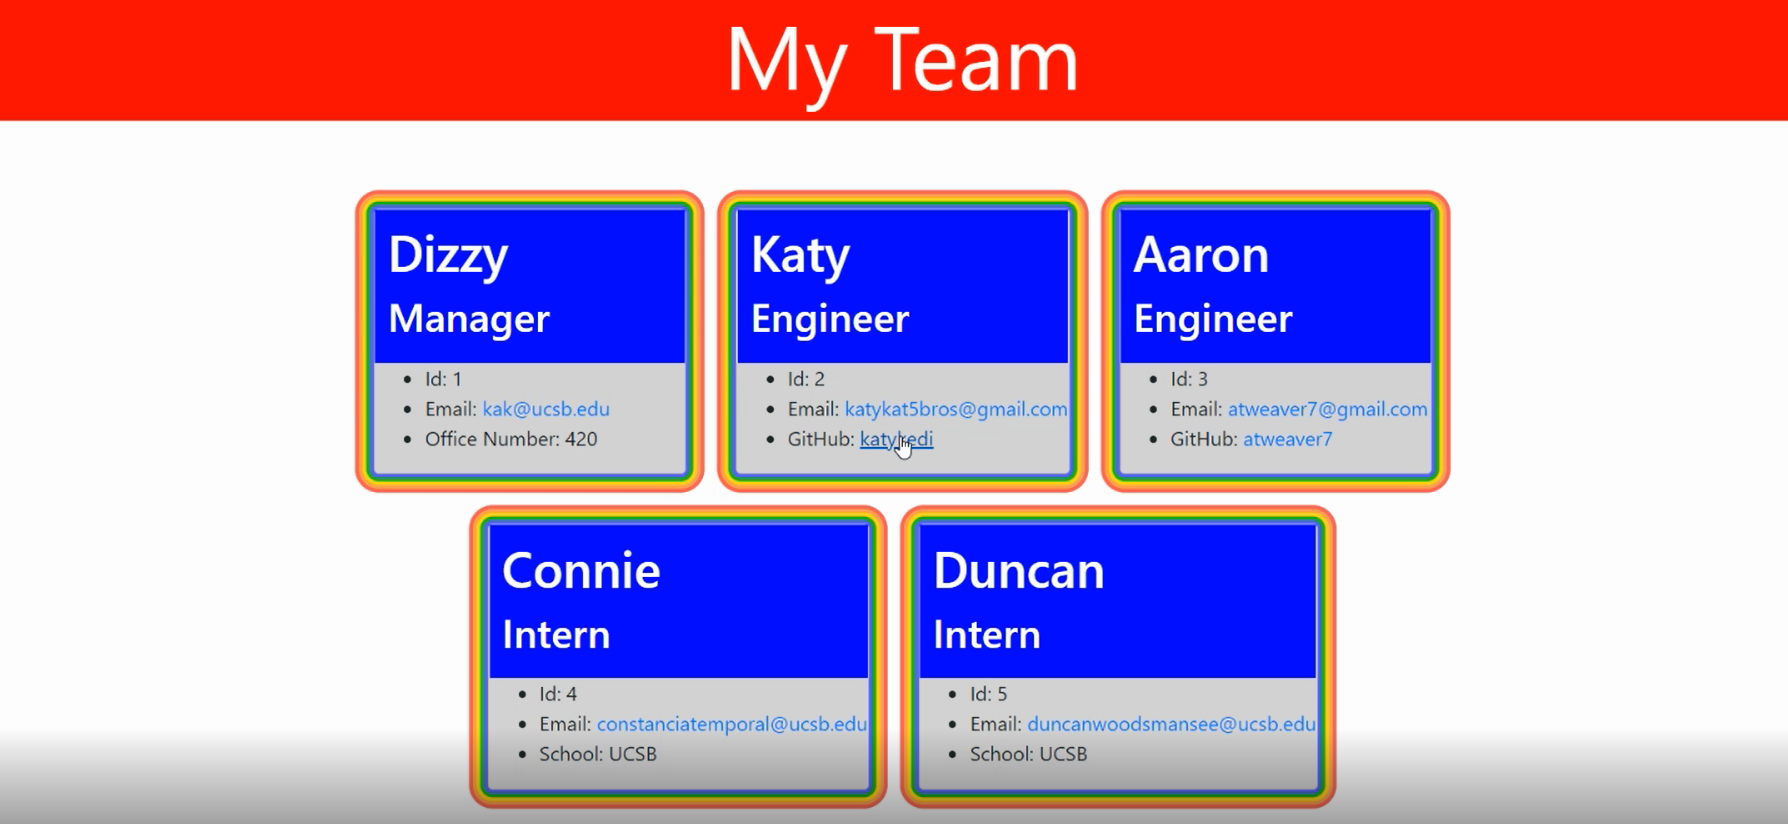 My Team
Dizzy
Manager
Id: 1
Email: kak@ucsb.edu
Office Number: 420
Katy
Engineer
Id: 2
Email: katykat5bros@gmail.com
GitHub: katykedi
Aaron
Engineer
Id: 3
Email: atweaver7@gmail.com
GitHub: atweaver7
Connie
Intern
Id: 4
Email: constanciatemporal@ucsb.edu
School: UCSB
Duncan
Intern
Id: 5
Email: duncanwoodsmansee@ucsb.edu
School: UCSB